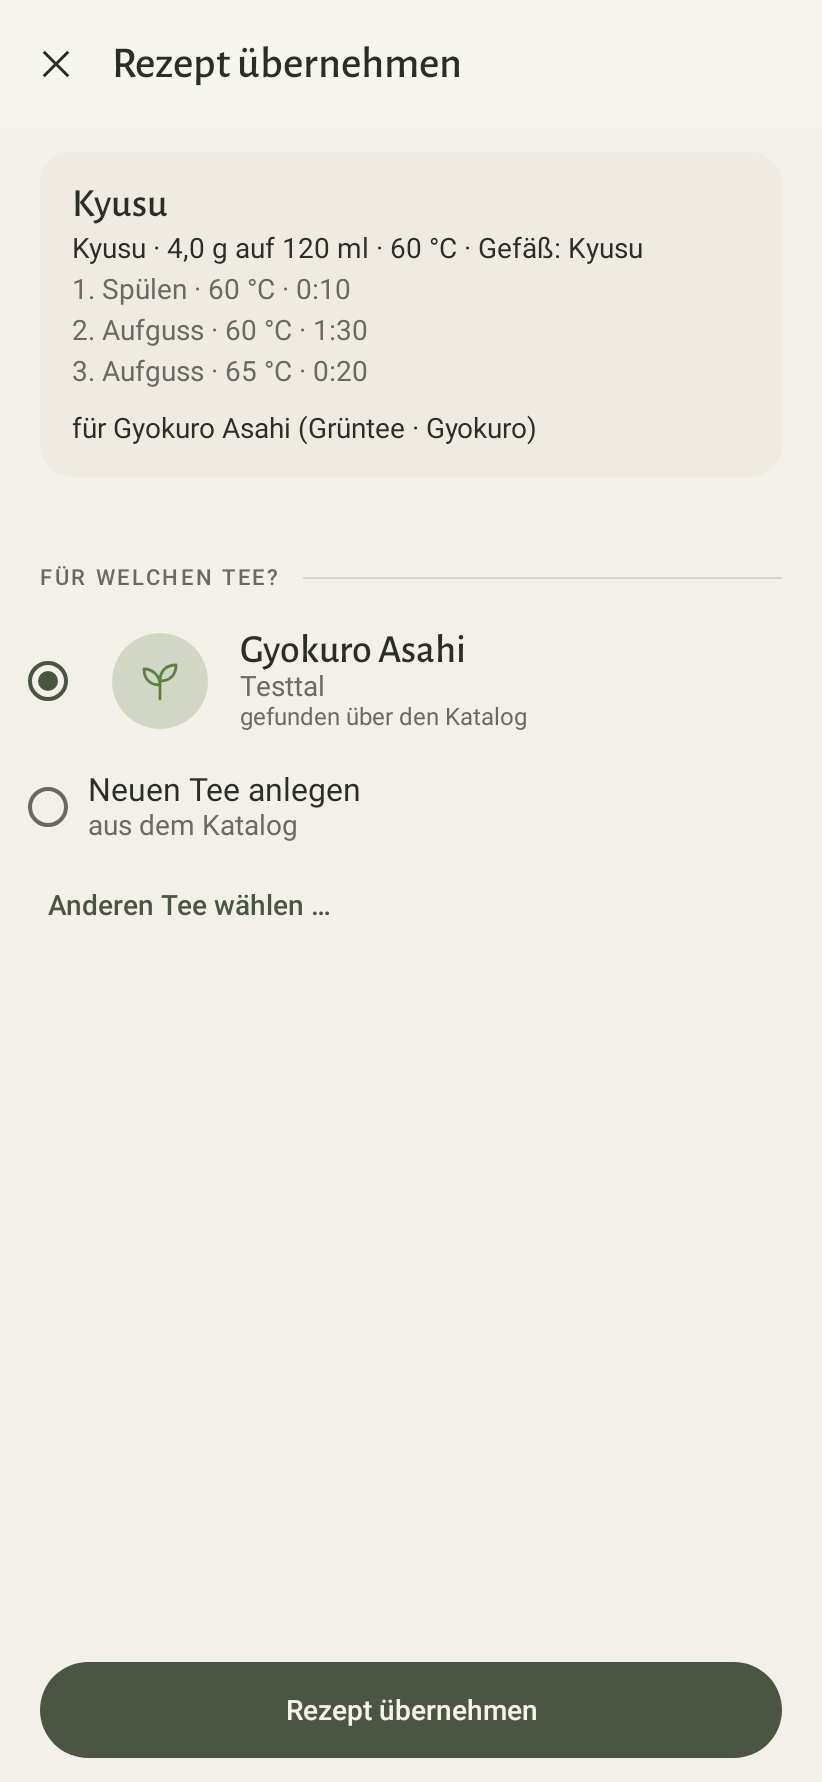 Rezept übernehmen
Kyusu
Kyusu · 4,0 g auf 120 ml · 60 °C · Gefäß: Kyusu
1. Spülen · 60 °C · 0:10
2. Aufguss · 60 °C · 1:30
3. Aufguss · 65 °C · 0:20
für Gyokuro Asahi (Grüntee · Gyokuro)
FÜR WELCHEN TEE?
Gyokuro Asahi
Testtal
gefunden über den Katalog
Neuen Tee anlegen
aus dem Katalog
Anderen Tee wählen …
Rezept übernehmen